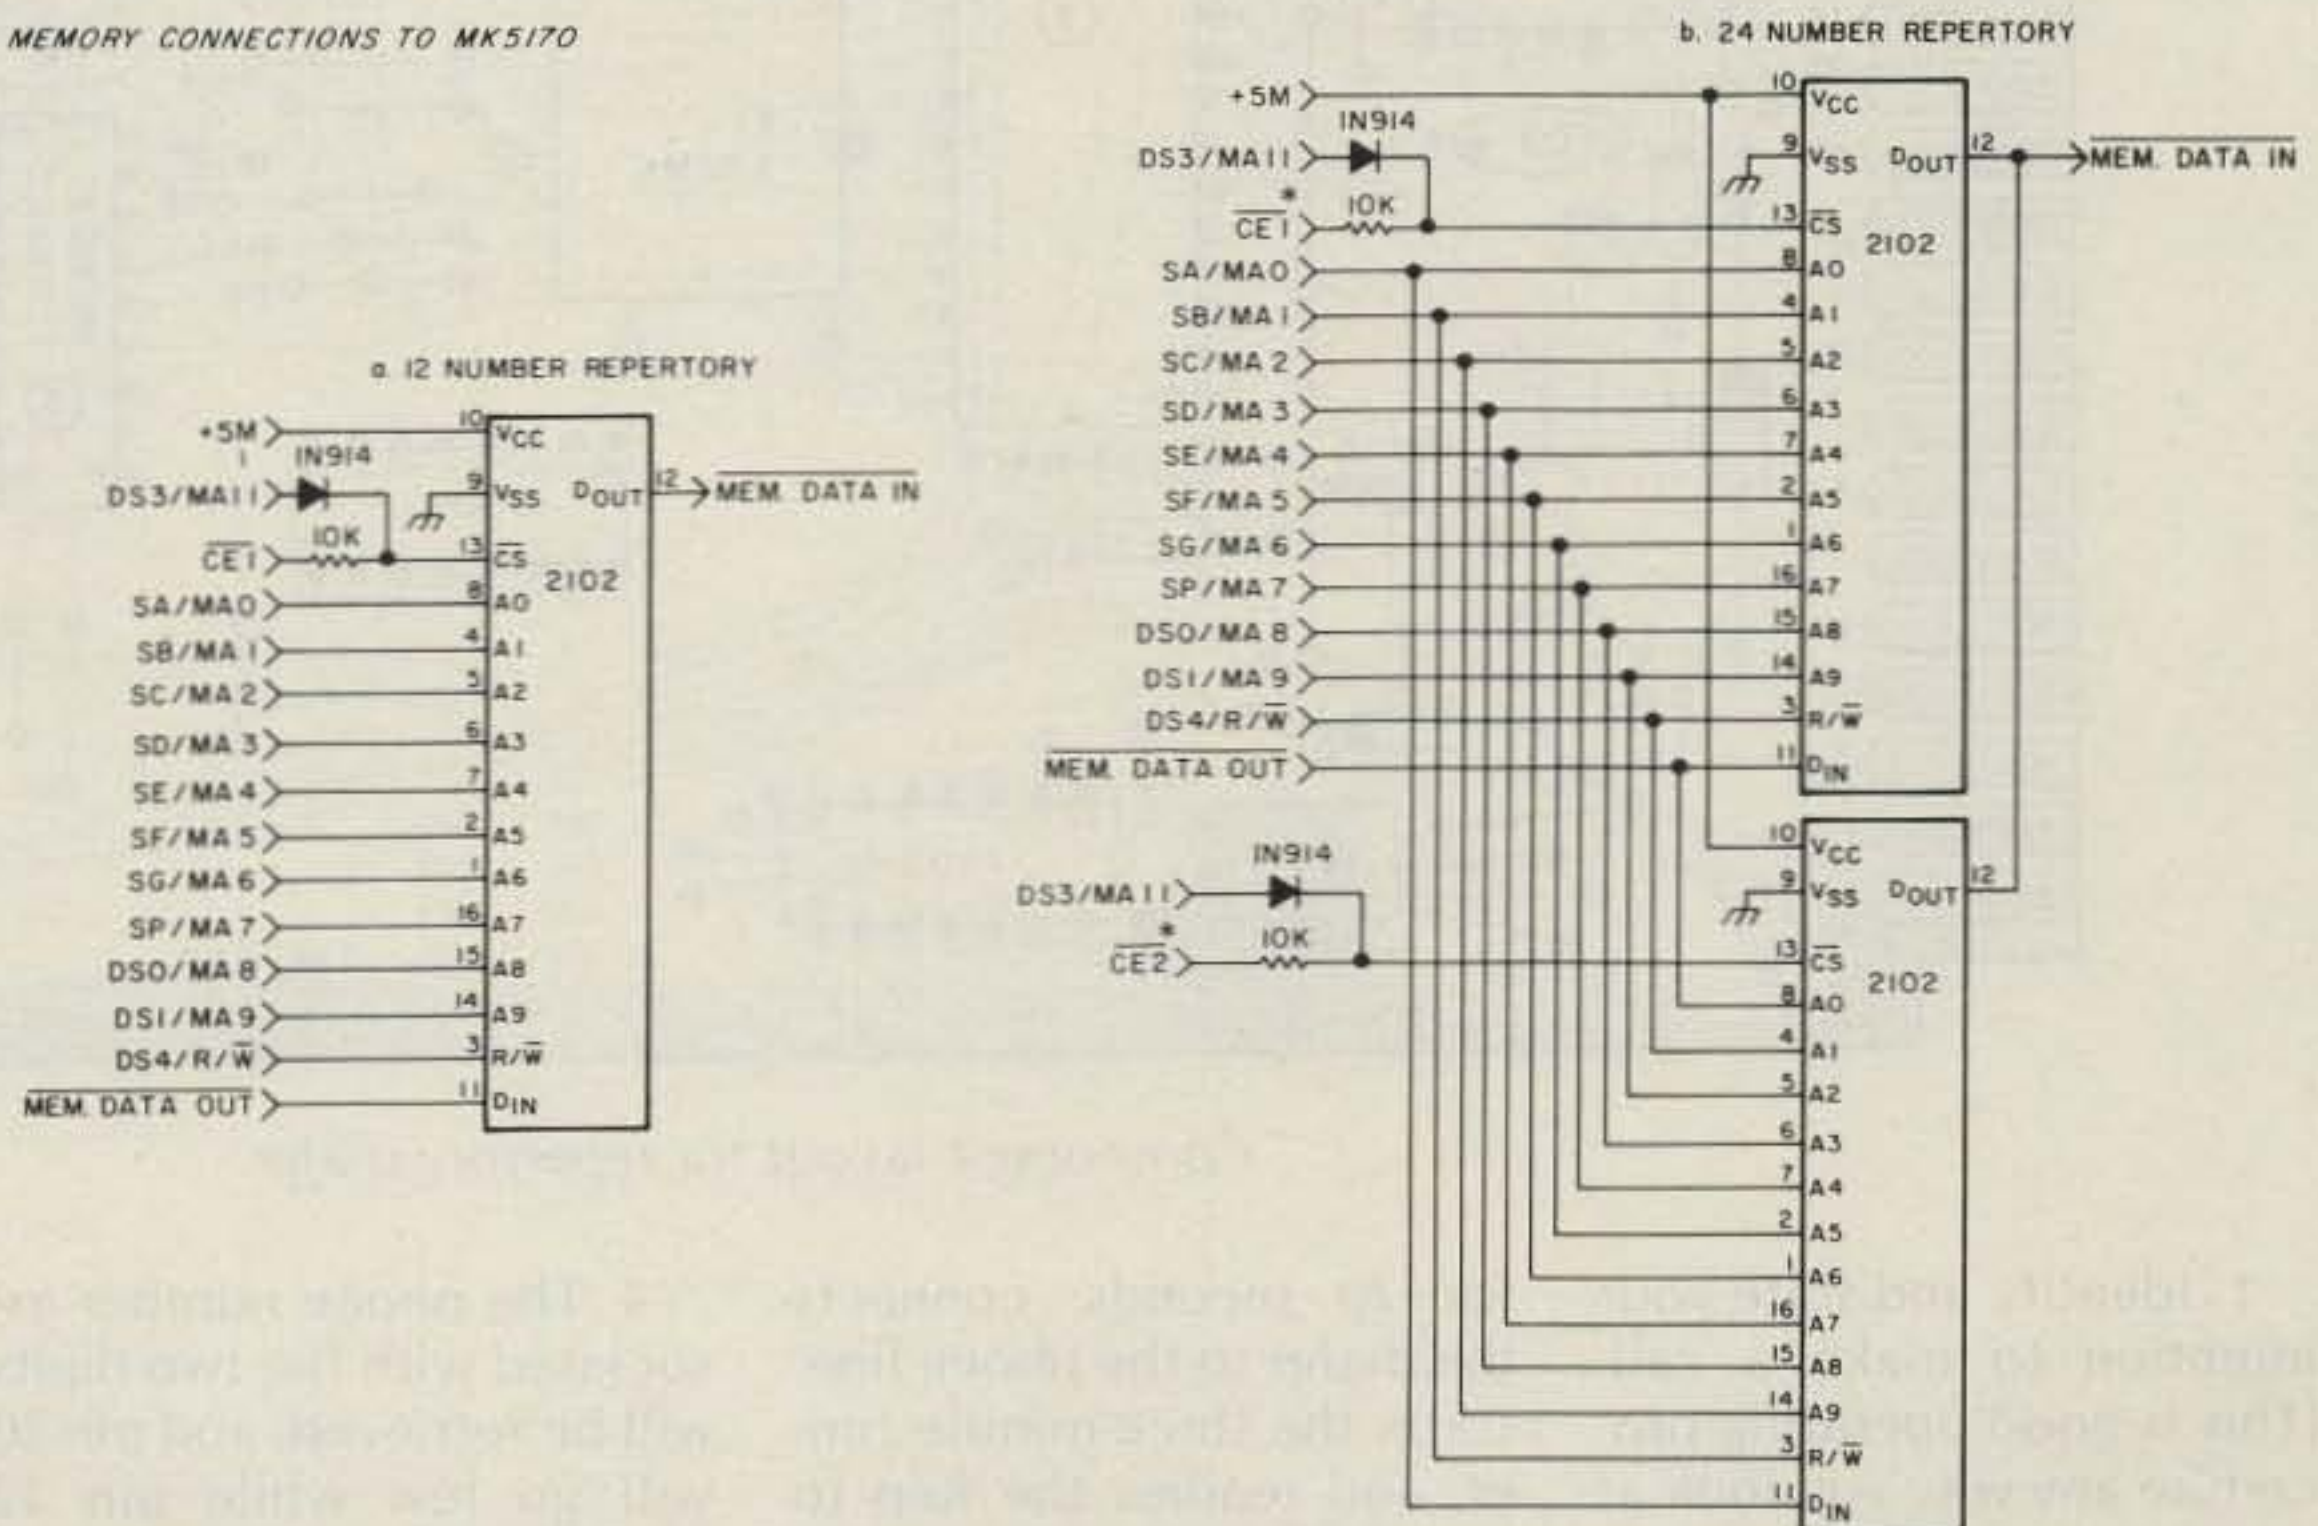 MEMORY CONNECTIONS TO MK5170
a. 12 NUMBER REPERTORY
+5M
1N914
DS3/MA11
10K
CE1
SA/MA0
SB/MA1
SC/MA2
SD/MA3
SE/MA4
SF/MA5
SG/MA6
SP/MA7
DS0/MA8
DS1/MA9
DS4/R/W
MEM. DATA OUT
10 VCC
9 VSS
DOUT 12
MEM. DATA IN
13 CS
2102
8 A0
4 A1
5 A2
6 A3
7 A4
2 A5
1 A6
16 A7
15 A8
14 A9
3 R/W
11 DIN
b. 24 NUMBER REPERTORY
+5M
1N914
DS3/MA11
*
10K
CE1
SA/MA0
SB/MA1
SC/MA2
SD/MA3
SE/MA4
SF/MA5
SG/MA6
SP/MA7
DS0/MA8
DS1/MA9
DS4/R/W
MEM. DATA OUT
10 VCC
9 VSS
DOUT 12
MEM. DATA IN
13 CS
2102
8 A0
4 A1
5 A2
6 A3
7 A4
2 A5
1 A6
16 A7
15 A8
14 A9
3 R/W
11 DIN
1N914
DS3/MA11
*
10K
CE2
10 VCC
9 VSS
DOUT 12
13 CS
2102
8 A0
4 A1
5 A2
6 A3
7 A4
2 A5
1 A6
16 A7
15 A8
14 A9
3 R/W
11 DIN